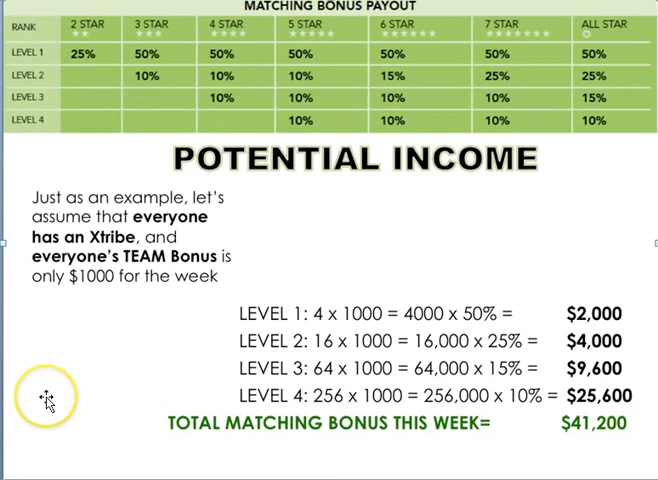 MATCHING BONUS PAYOUT
RANK 2 STAR 3 STAR 4 STAR 5 STAR 6 STAR 7 STAR ALL STAR
LEVEL 1 25% 50% 50% 50% 50% 50% 50%
LEVEL 2 10% 10% 10% 15% 25% 25%
LEVEL 3 10% 10% 10% 10% 15%
LEVEL 4 10% 10% 10% 10%
POTENTIAL INCOME
Just as an example, let's
assume that everyone
has an Xtribe, and
everyone's TEAM Bonus is
only $1000 for the week
LEVEL 1: 4 x 1000 = 4000 x 50% = $2,000
LEVEL 2: 16 x 1000 = 16,000 x 25% = $4,000
LEVEL 3: 64 x 1000 = 64,000 x 15% = $9,600
LEVEL 4: 256 x 1000 = 256,000 x 10% = $25,600
TOTAL MATCHING BONUS THIS WEEK= $41,200